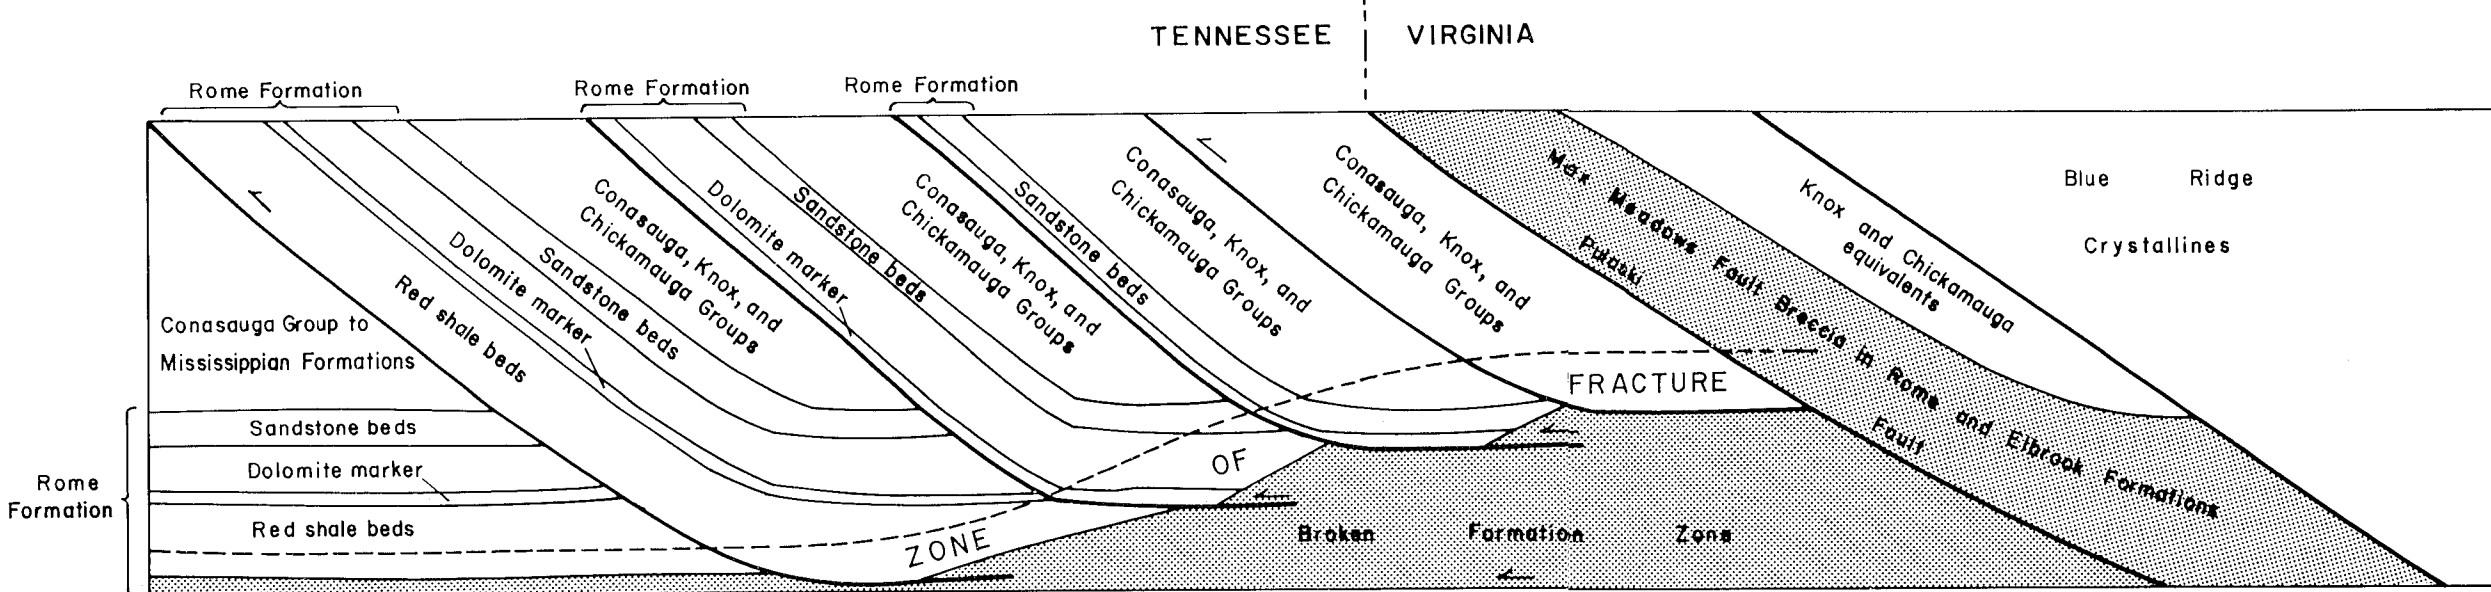 TENNESSEE
VIRGINIA
Rome Formation
Rome Formation
Rome Formation
Conasauga Group to
Mississippian Formations
Sandstone beds
Dolomite marker
Red shale beds
Rome
Formation
Red shale beds
Dolomite marker
Sandstone beds
Conasauga, Knox, and
Chickamauga Groups
Dolomite marker
Sandstone beds
Conasauga, Knox, and
Chickamauga Groups
Sandstone beds
Conasauga, Knox, and
Chickamauga Groups
Conasauga, Knox, and
Chickamauga Groups
Pulaski
Fault
Max Meadows Fault Breccia in Rome and Elbrook Formations
Knox and Chickamauga
equivalents
Blue Ridge
Crystallines
ZONE
OF
FRACTURE
Broken Formation Zone